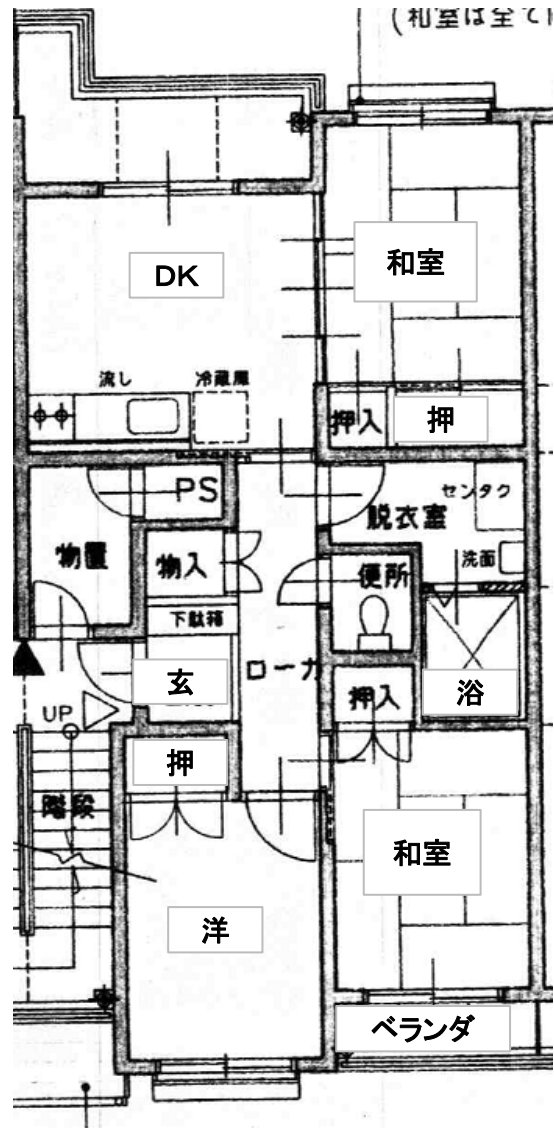 (和室は全て
DK
和室
流し
冷蔵庫
押入
押
PS
センタク
脱衣室
物置
物入
便所
洗面
下駄箱
玄
ローカ
浴
押入
UP
押
階段
和室
洋
ベランダ